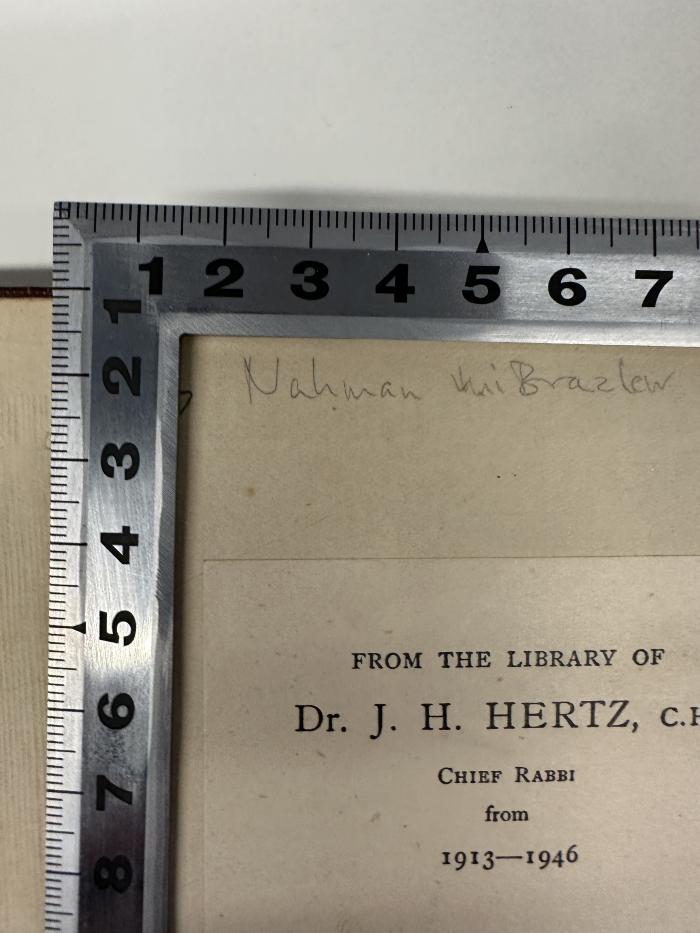 1 2 3 4 5 6 7
1
2
3
4
5
6
7
8
Nahman Brazlew
FROM THE LIBRARY OF
Dr. J. H. HERTZ, C.H
CHIEF RABBI
from
1913—1946